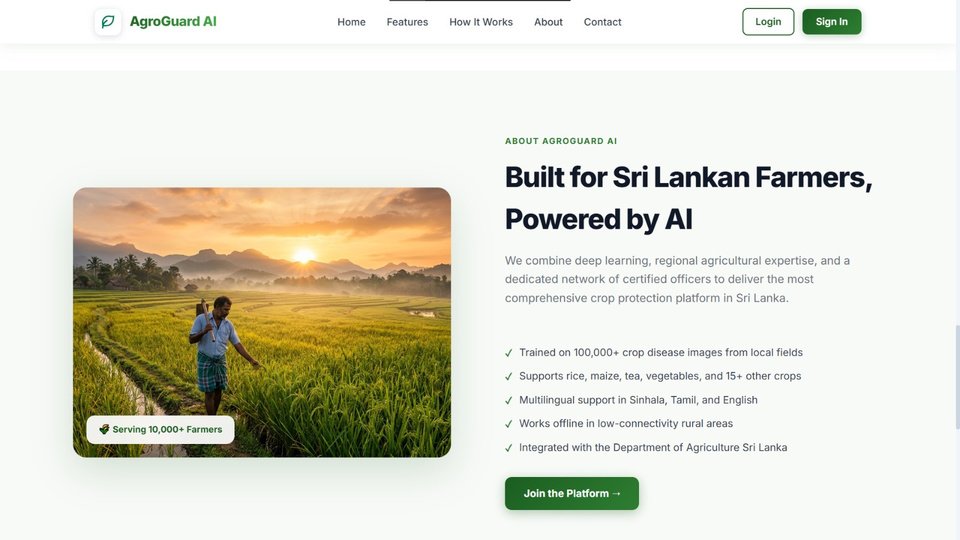 AgroGuard AI
Home
Features
How It Works
About
Contact
Login
Sign In
ABOUT AGROGUARD AI
Built for Sri Lankan Farmers,
Powered by AI
We combine deep learning, regional agricultural expertise, and a
dedicated network of certified officers to deliver the most
comprehensive crop protection platform in Sri Lanka.
✓ Trained on 100,000+ crop disease images from local fields
✓ Supports rice, maize, tea, vegetables, and 15+ other crops
✓ Multilingual support in Sinhala, Tamil, and English
✓ Works offline in low-connectivity rural areas
✓ Integrated with the Department of Agriculture Sri Lanka
Join the Platform →
Serving 10,000+ Farmers